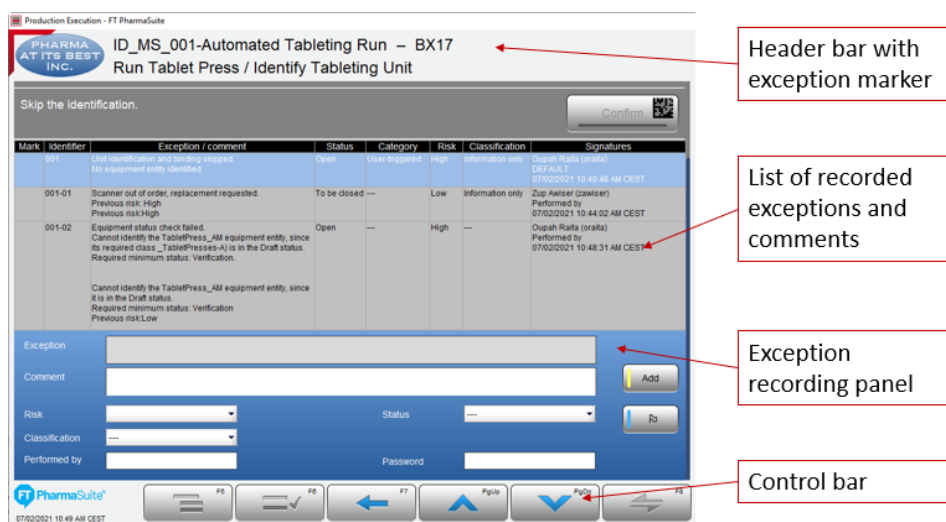 Production Execution - FT PharmaSuite
PHARMA
AT ITS BEST
INC.
ID_MS_001-Automated Tableting Run – BX17
Run Tablet Press / Identify Tableting Unit
Header bar with
exception marker
Skip the identification.
Confirm
Mark Identifier Exception / comment Status Category Risk Classification Signatures
001 Unit identification and binding skipped. Open User-triggered High Information only Oupah Raita (oraita)
No equipment entity identified. DEFAULT
07/02/2021 10:40:48 AM CEST
001-01 Scanner out of order, replacement requested. To be closed --- Low Information only Zup Awiser (zawiser)
Previous risk: High Performed by
Previous risk:High 07/02/2021 10:44:02 AM CEST
001-02 Equipment status check failed. Open --- High --- Oupah Raita (oraita)
Cannot identify the TabletPress_AM equipment entity, since Performed by
its required class _TabletPresses-A) is in the Draft status. 07/02/2021 10:48:31 AM CEST
Required minimum status: Verification.
Cannot identify the TabletPress_AM equipment entity, since
it is in the Draft status.
Required minimum status: Verification
Previous risk:Low
List of recorded
exceptions and
comments
Exception
Comment
Add
Risk
Status ---
Classification ---
Performed by
Password
Exception
recording panel
FT PharmaSuite®
F5
F6
F7
PgUp
PgDn
F8
07/02/2021 10:49 AM CEST
Control bar